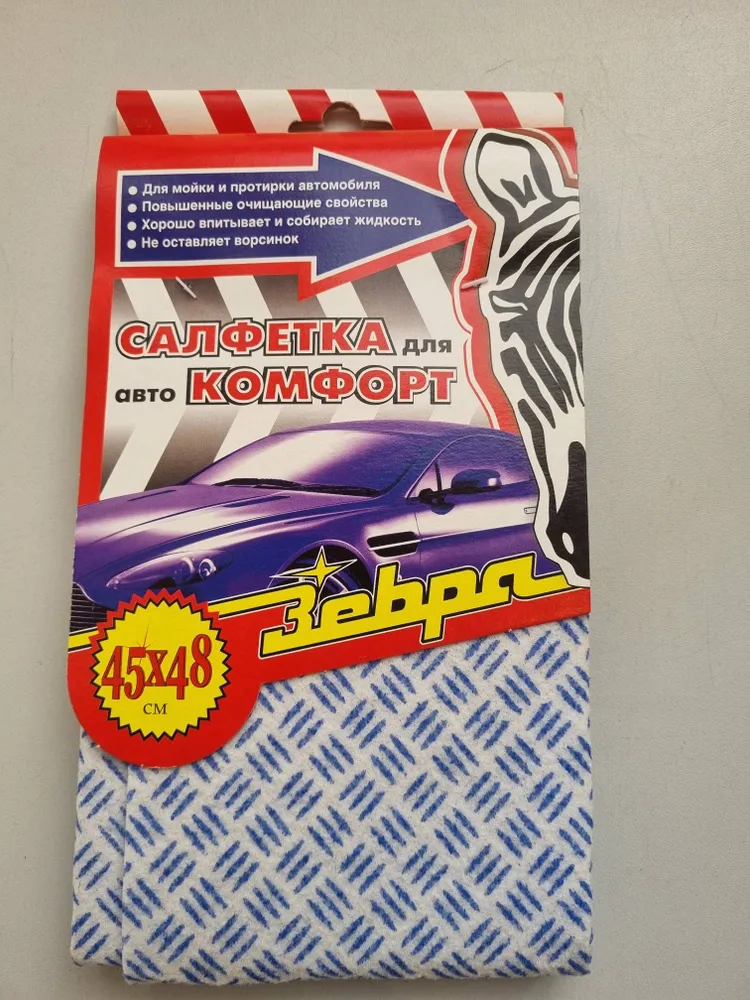 ● Для мойки и протирки автомобиля
● Повышенные очищающие свойства
● Хорошо впитывает и собирает жидкость
● Не оставляет ворсинок
САЛФЕТКА для
авто КОМФОРТ
Зебра
45х48
см